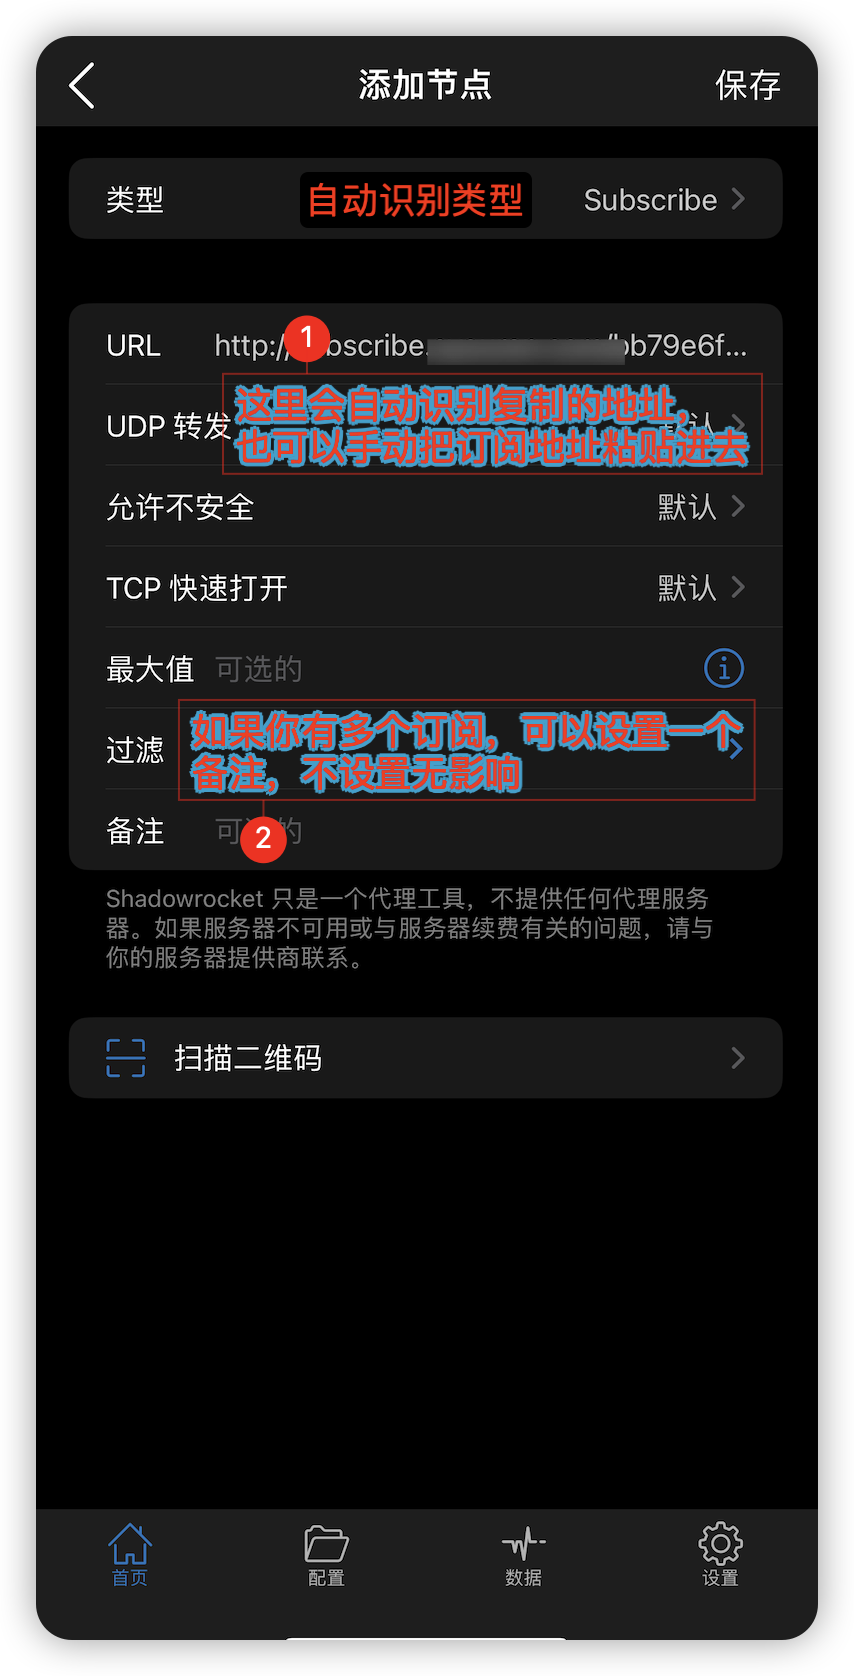 添加节点
保存
类型
自动识别类型
Subscribe
URL
http://
bscribe.
/bb79e6f...
1
这里会自动识别复制的地址，
也可以手动把订阅地址粘贴进去
UDP 转发
认
允许不安全
默认
TCP 快速打开
默认
最大值
可选的
过滤
如果你有多个订阅，可以设置一个
备注，不设置无影响
备注
可
的
2
Shadowrocket 只是一个代理工具，不提供任何代理服务
器。如果服务器不可用或与服务器续费有关的问题，请与
你的服务器提供商联系。
扫描二维码
首页
配置
数据
设置